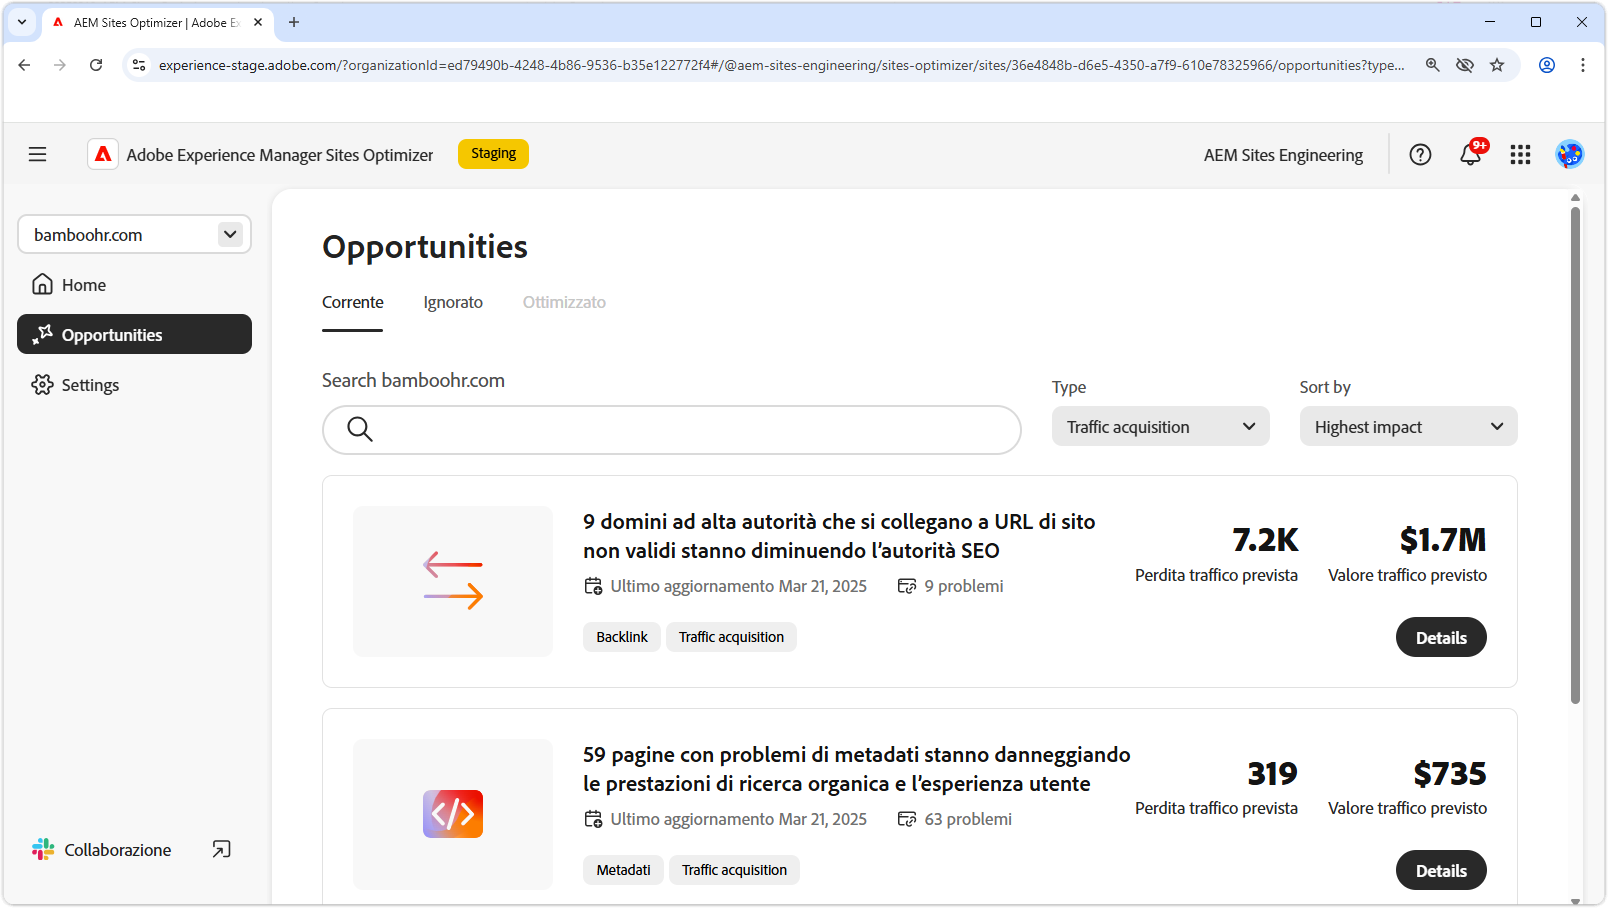 AEM Sites Optimizer | Adobe Ex
experience-stage.adobe.com/?organizationId=ed79490b-4248-4b86-9536-b35e122772f4#/@aem-sites-engineering/sites-optimizer/sites/36e4848b-d6e5-4350-a7f9-610e78325966/opportunities?type...
Adobe Experience Manager Sites Optimizer
Staging
AEM Sites Engineering
9+
bamboohr.com
Home
Opportunities
Settings
Collaborazione
Opportunities
Corrente
Ignorato
Ottimizzato
Search bamboohr.com
Type
Traffic acquisition
Sort by
Highest impact
9 domini ad alta autorità che si collegano a URL di sito
non validi stanno diminuendo l’autorità SEO
Ultimo aggiornamento Mar 21, 2025
9 problemi
Backlink
Traffic acquisition
7.2K
Perdita traffico prevista
$1.7M
Valore traffico previsto
Details
59 pagine con problemi di metadati stanno danneggiando
le prestazioni di ricerca organica e l’esperienza utente
Ultimo aggiornamento Mar 21, 2025
63 problemi
Metadati
Traffic acquisition
319
Perdita traffico prevista
$735
Valore traffico previsto
Details